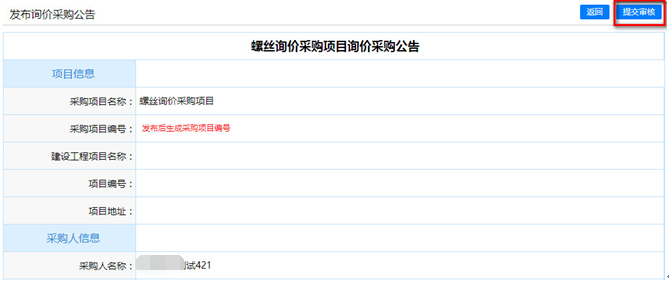 发布询价采购公告 返回 提交审核
螺丝询价采购项目询价采购公告
项目信息
采购项目名称： 螺丝询价采购项目
采购项目编号： 发布后生成采购项目编号
建设工程项目名称：
项目编号：
项目地址：
采购人信息
采购人名称： 试421